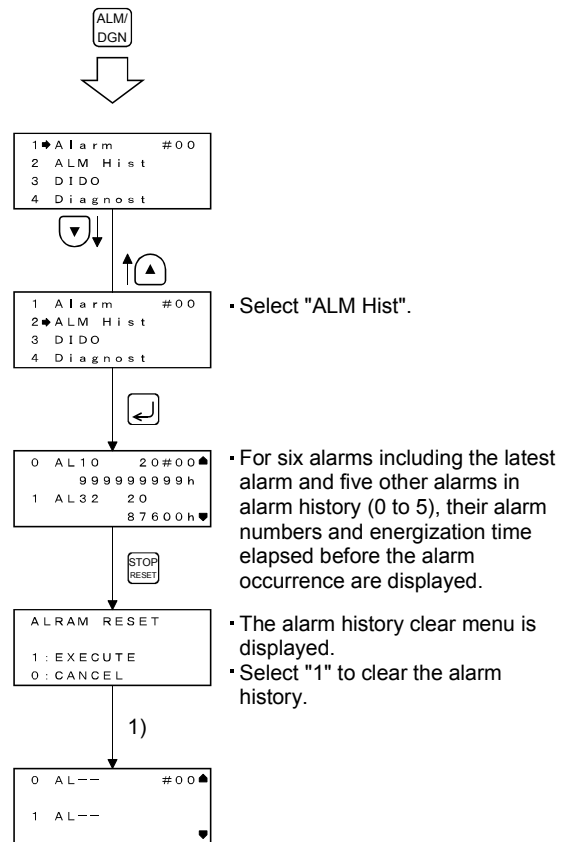 ALM/
DGN
1➡Alarm #00
2 ALM Hist
3 DIDO
4 Diagnost
▼
▲
1 Alarm #00
2➡ALM Hist
3 DIDO
4 Diagnost
▪ Select "ALM Hist".
0 AL10 20#00
999999999h
1 AL32 20
87600h
▪ For six alarms including the latest
alarm and five other alarms in
alarm history (0 to 5), their alarm
numbers and energization time
elapsed before the alarm
occurrence are displayed.
STOP
RESET
ALRAM RESET
1:EXECUTE
0:CANCEL
▪ The alarm history clear menu is
displayed.
▪ Select "1" to clear the alarm
history.
1)
0 AL-- #00
1 AL--